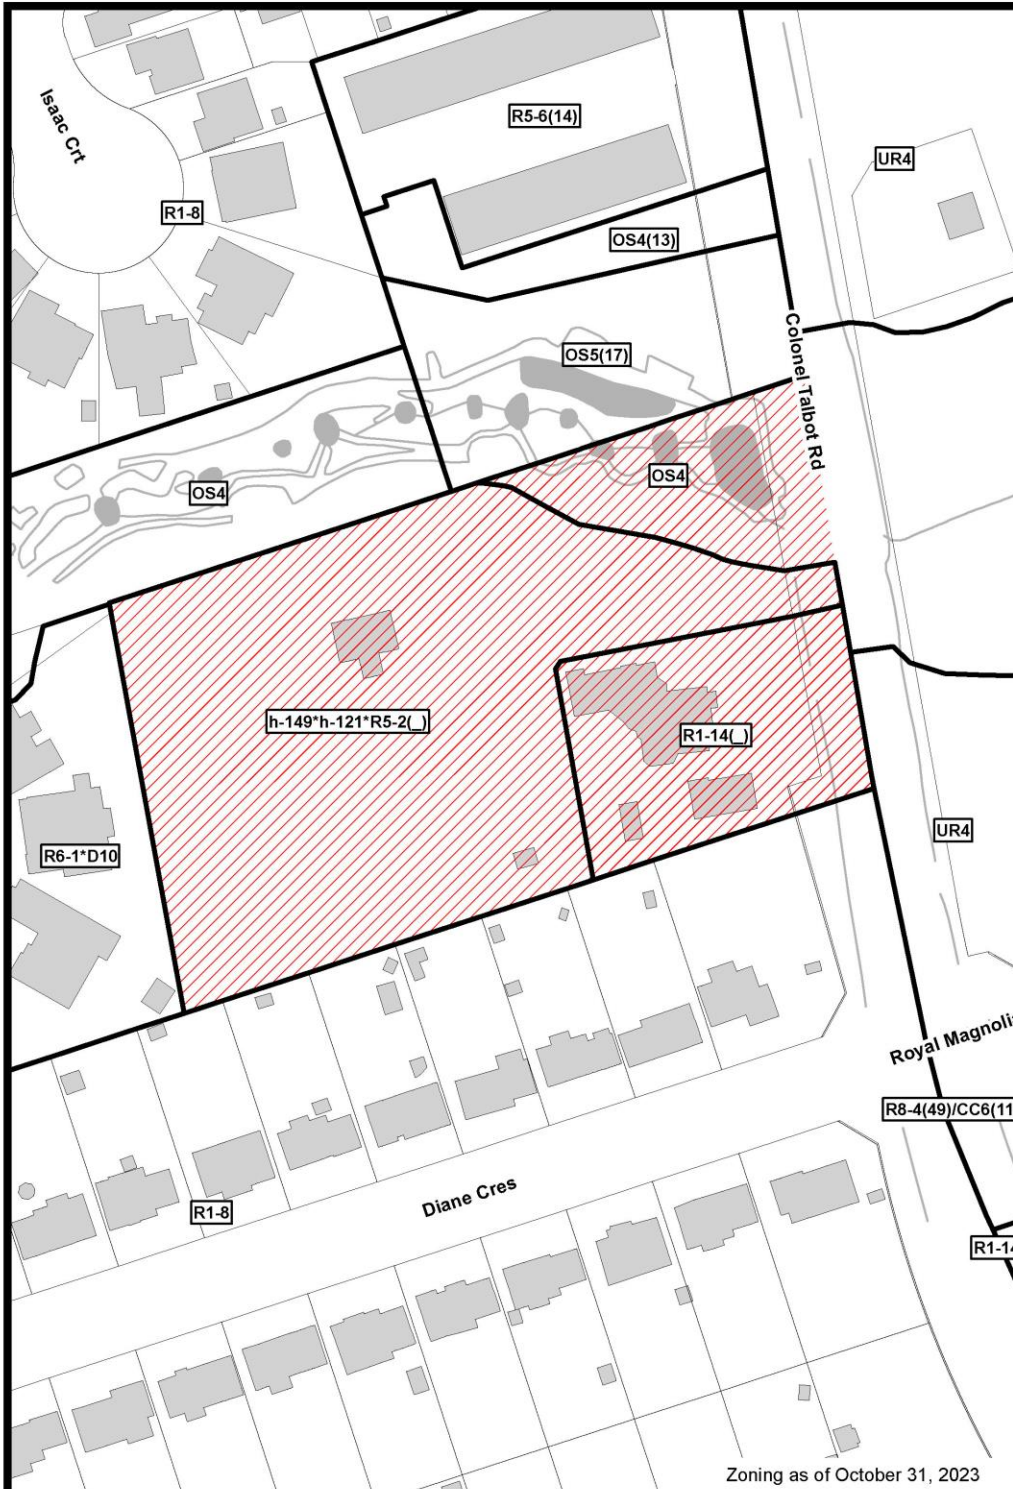 Isaac Crt
R5-6(14)
UR4
R1-8
OS4(13)
Colonel Talbot Rd
OS5(17)
OS4
OS4
h-149*h-121*R5-2(_)
R1-14(_)
UR4
R6-1*D10
Royal Magnolia
R8-4(49)/CC6(11
Diane Cres
R1-8
R1-14
Zoning as of October 31, 2023